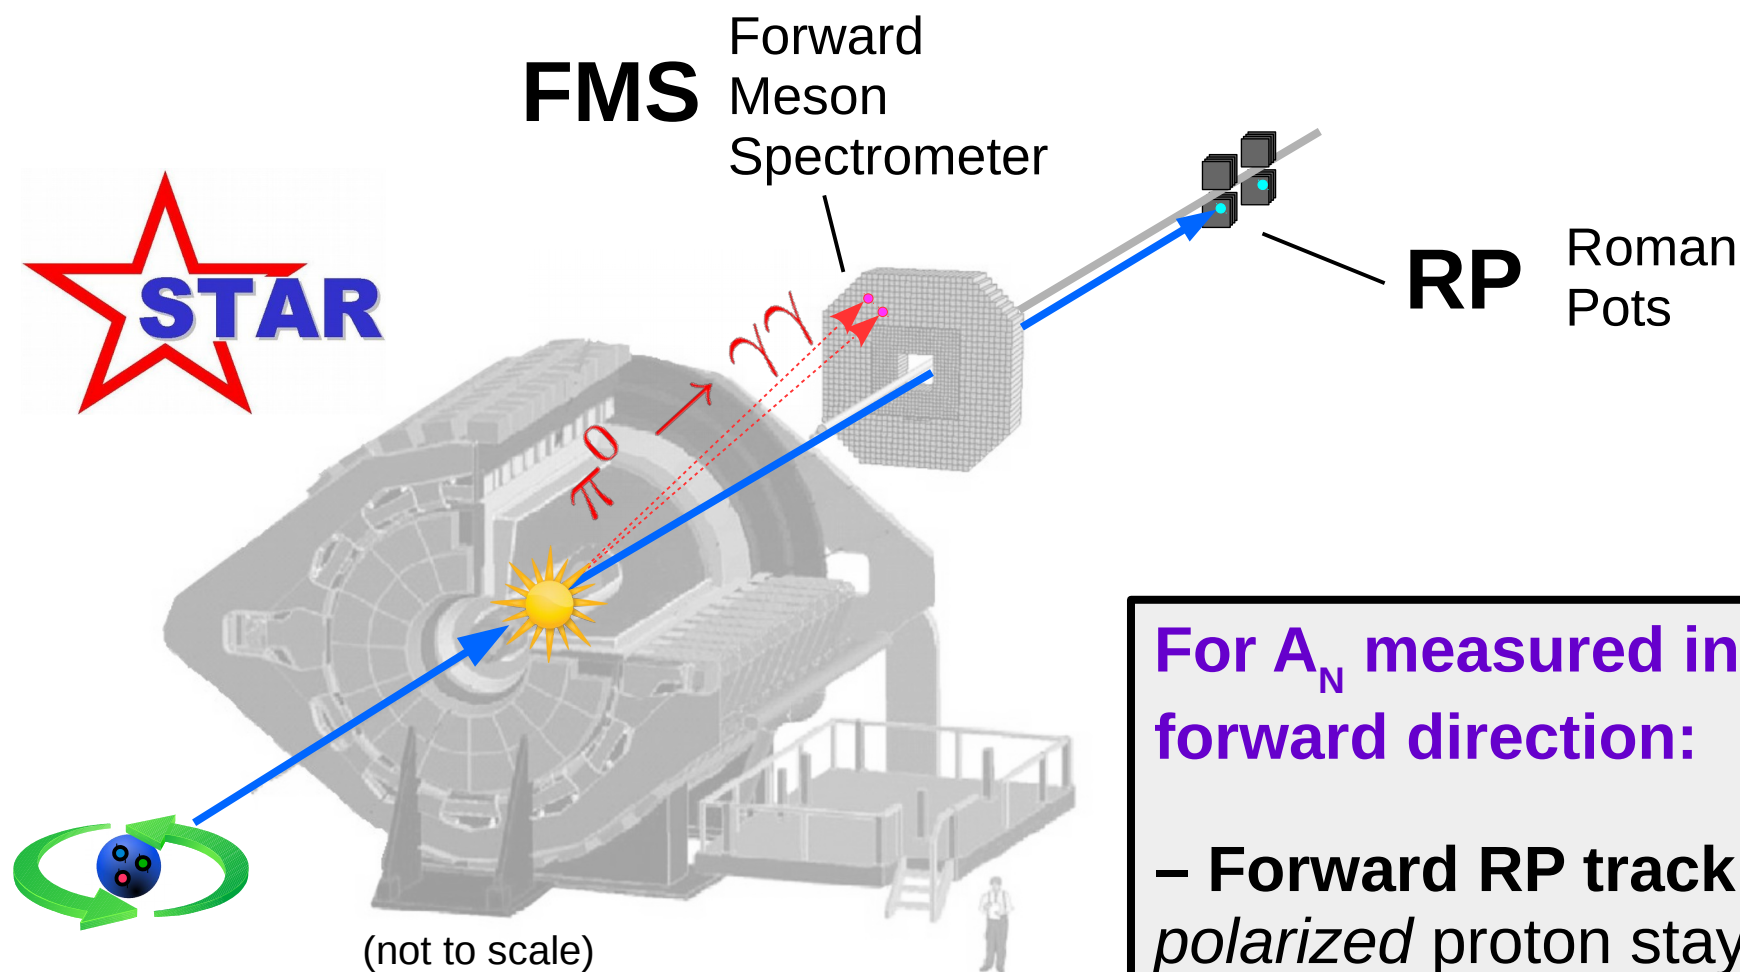 FMS
Forward
Meson
Spectrometer
STAR
RP
Roman
Pots
π⁰ → γγ
For A_N measured in
forward direction:
– Forward RP track
polarized proton stay
(not to scale)